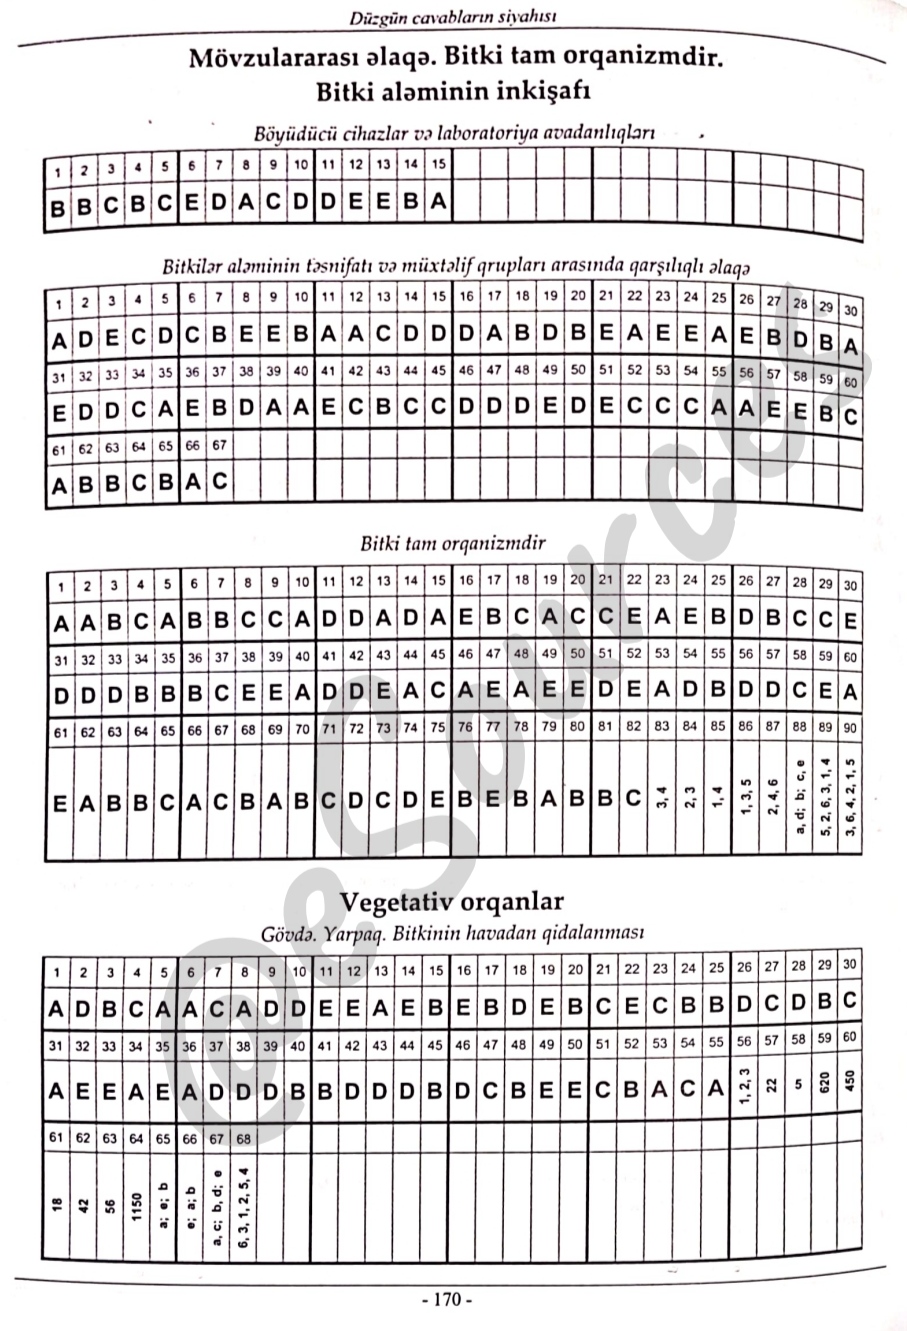 Düzgün cavabların siyahısı
Mövzulararası əlaqə. Bitki tam orqanizmdir.
Bitki aləminin inkişafı
Böyüdücü cihazlar və laboratoriya avadanlıqları
1 2 3 4 5 6 7 8 9 10 11 12 13 14 15
B B C B C E D A C D D E E B A
Bitkilər aləminin təsnifatı və müxtəlif qrupları arasında qarşılıqlı əlaqə
1 2 3 4 5 6 7 8 9 10 11 12 13 14 15 16 17 18 19 20 21 22 23 24 25 26 27 28 29 30
A D E C D C B E E B A A C D D D A B D B E A E E A E B D B A
31 32 33 34 35 36 37 38 39 40 41 42 43 44 45 46 47 48 49 50 51 52 53 54 55 56 57 58 59 60
E D D C A E B D A A E C B C C D D D E D E C C C A A E E B C
61 62 63 64 65 66 67
A B B C B A C
Bitki tam orqanizmdir
1 2 3 4 5 6 7 8 9 10 11 12 13 14 15 16 17 18 19 20 21 22 23 24 25 26 27 28 29 30
A A B C A B B C C A D D A D A E B C A C C E A E B D B C C E
31 32 33 34 35 36 37 38 39 40 41 42 43 44 45 46 47 48 49 50 51 52 53 54 55 56 57 58 59 60
D D D B B B C E E A D D E A C A E A E E D E A D B D D C E A
61 62 63 64 65 66 67 68 69 70 71 72 73 74 75 76 77 78 79 80 81 82 83 84 85 86 87 88 89 90
E A B B C A C B A B C D C D E B E B A B B C 3, 4 2, 3 1, 4 1, 3, 5 2, 4, 6 a, d; b; c, e 5, 2, 6, 3, 1, 4 3, 6, 4, 2, 1, 5
Vegetativ orqanlar
Gövdə. Yarpaq. Bitkinin havadan qidalanması
1 2 3 4 5 6 7 8 9 10 11 12 13 14 15 16 17 18 19 20 21 22 23 24 25 26 27 28 29 30
A D B C A A C A D D E E A E B E B D E B C E C B B D C D B C
31 32 33 34 35 36 37 38 39 40 41 42 43 44 45 46 47 48 49 50 51 52 53 54 55 56 57 58 59 60
A E E A E A D D D B B D D D B D C B E E C B A C A 1, 2, 3 22 5 620 450
61 62 63 64 65 66 67 68
18 42 56 1150 a; e; b e; a; b a, c; b, d; e 6, 3, 1, 2, 5, 4
- 170 -
@eSources